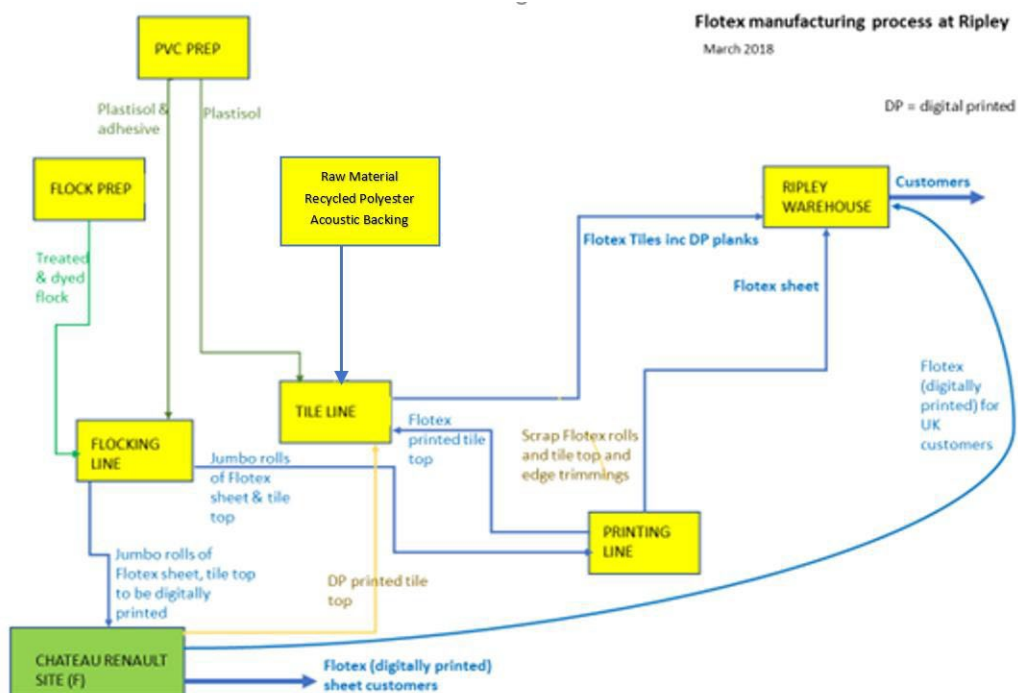 Flotex manufacturing process at Ripley
March 2018
DP = digital printed
PVC PREP
Plastisol &
adhesive
Plastisol
FLOCK PREP
Raw Material
Recycled Polyester
Acoustic Backing
RIPLEY
WAREHOUSE
Customers
Flotex Tiles inc DP planks
Flotex sheet
Treated
& dyed
flock
TILE LINE
Flotex
printed tile
top
Scrap Flotex rolls
and tile top and
edge trimmings
Flotex
(digitally
printed) for
UK
customers
FLOCKING
LINE
Jumbo rolls
of Flotex
sheet & tile
top
PRINTING
LINE
Jumbo rolls of
Flotex sheet, tile top
to be digitally
printed
DP printed tile
top
CHATEAU RENAULT
SITE (F)
Flotex (digitally printed)
sheet customers